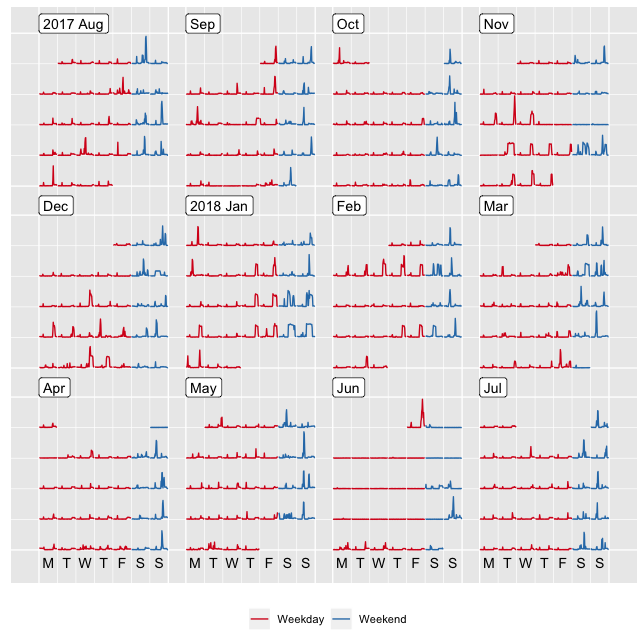 2017 Aug Sep Oct Nov
Dec 2018 Jan Feb Mar
Apr May Jun Jul
M T W T F S S M T W T F S S M T W T F S S M T W T F S S
Weekday Weekend